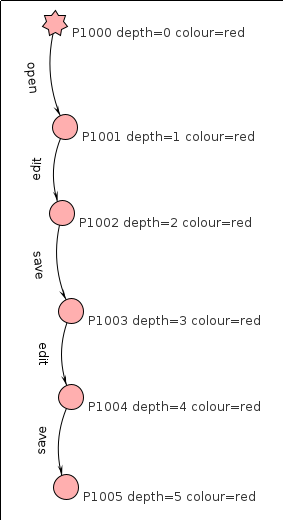 P1000 depth=0 colour=red
open
P1001 depth=1 colour=red
edit
P1002 depth=2 colour=red
save
P1003 depth=3 colour=red
edit
P1004 depth=4 colour=red
save
P1005 depth=5 colour=red